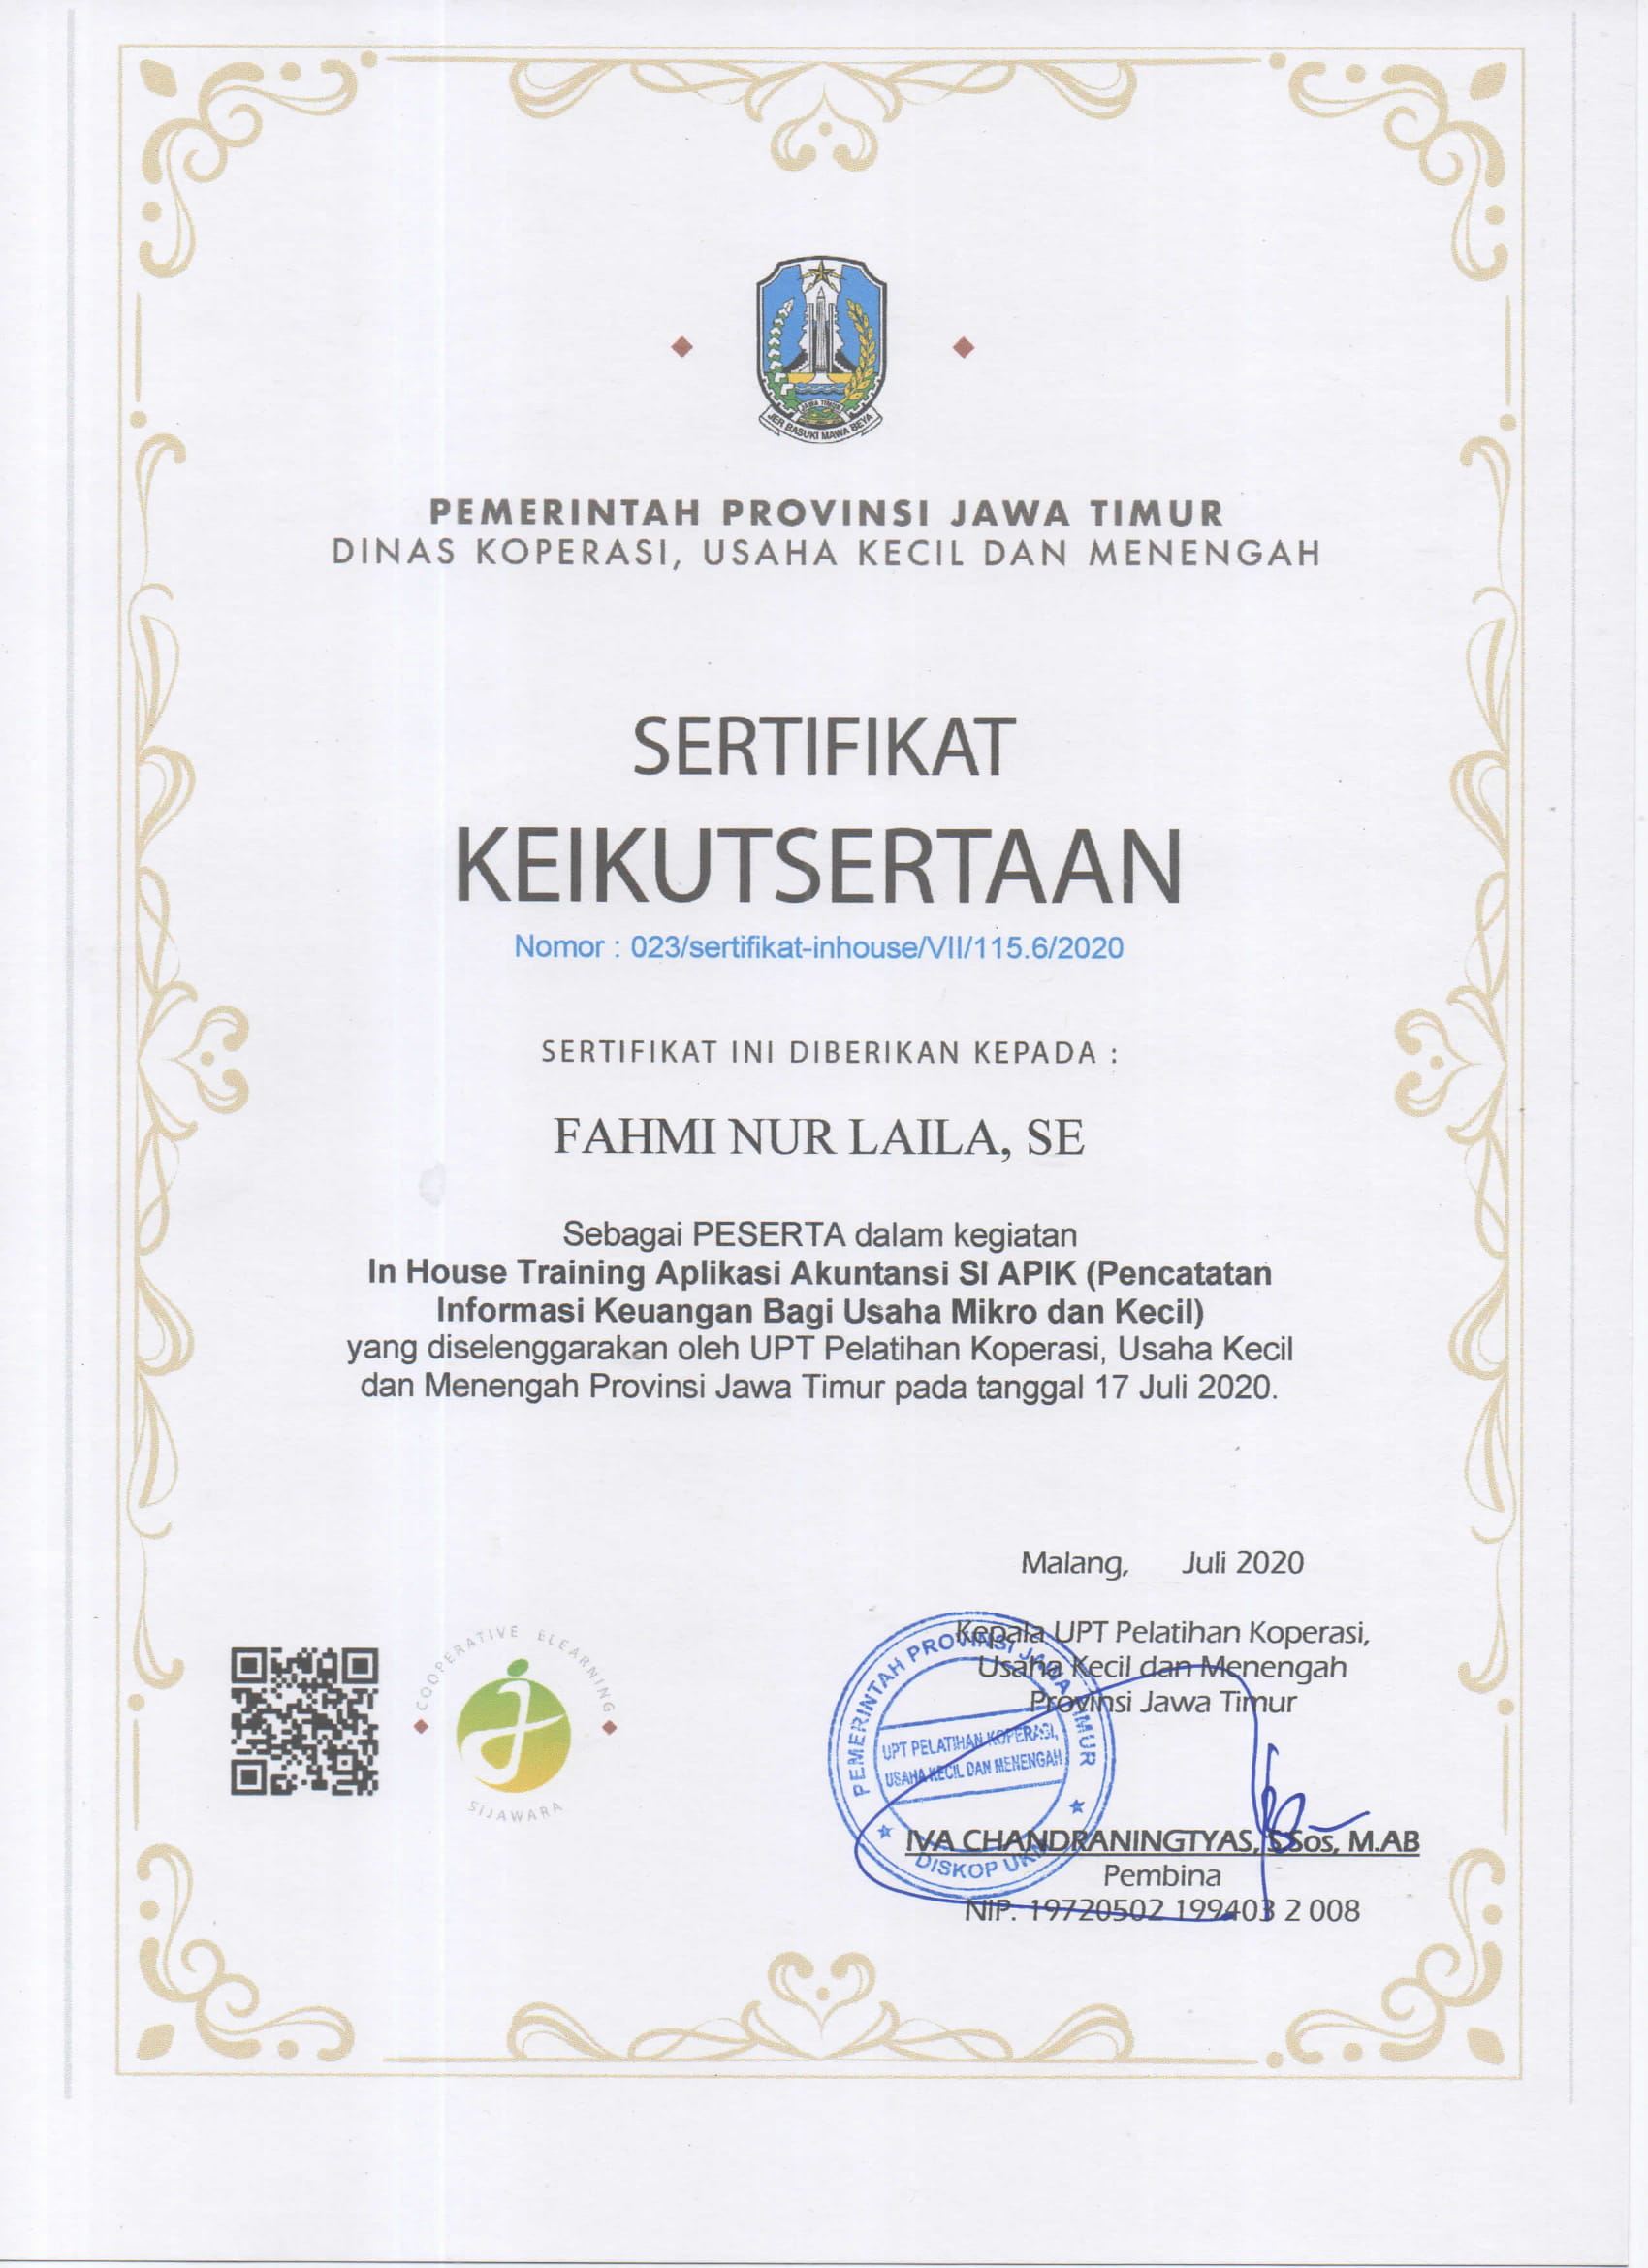 JAWA TIMUR
JER BASUKI MAWA BEYA
PEMERINTAH PROVINSI JAWA TIMUR
DINAS KOPERASI, USAHA KECIL DAN MENENGAH
SERTIFIKAT
KEIKUTSERTAAN
Nomor : 023/sertifikat-inhouse/VII/115.6/2020
SERTIFIKAT INI DIBERIKAN KEPADA :
FAHMI NUR LAILA, SE
Sebagai PESERTA dalam kegiatan
In House Training Aplikasi Akuntansi SI APIK (Pencatatan
Informasi Keuangan Bagi Usaha Mikro dan Kecil)
yang diselenggarakan oleh UPT Pelatihan Koperasi, Usaha Kecil
dan Menengah Provinsi Jawa Timur pada tanggal 17 Juli 2020.
Malang, Juli 2020
Kepala UPT Pelatihan Koperasi,
Usaha Kecil dan Menengah
Provinsi Jawa Timur
COOPERATIVE ELEARNING
SIJAWARA
PEMERINTAH PROVINSI JAWA TIMUR
UPT PELATIHAN KOPERASI,
USAHA KECIL DAN MENENGAH
DISKOP UKM
IVA CHANDRANINGTYAS, S.Sos, M.AB
Pembina
NIP. 19720502 199403 2 008